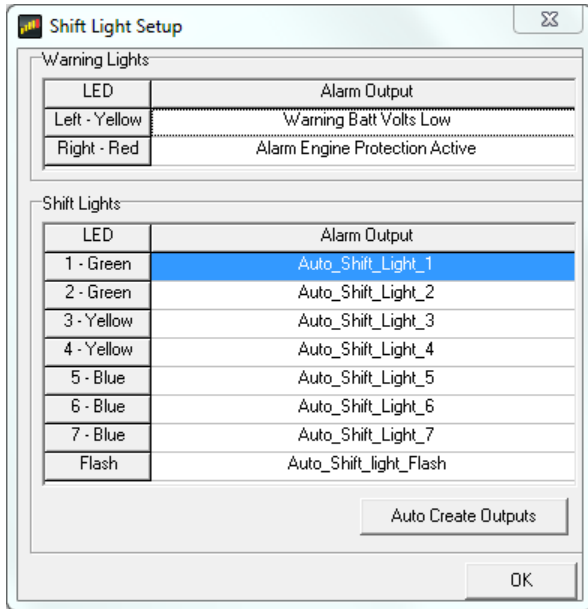 Shift Light Setup
Warning Lights
LED Alarm Output
Left - Yellow Warning Batt Volts Low
Right - Red Alarm Engine Protection Active
Shift Lights
LED Alarm Output
1 - Green Auto_Shift_Light_1
2 - Green Auto_Shift_Light_2
3 - Yellow Auto_Shift_Light_3
4 - Yellow Auto_Shift_Light_4
5 - Blue Auto_Shift_Light_5
6 - Blue Auto_Shift_Light_6
7 - Blue Auto_Shift_Light_7
Flash Auto_Shift_light_Flash
Auto Create Outputs
OK